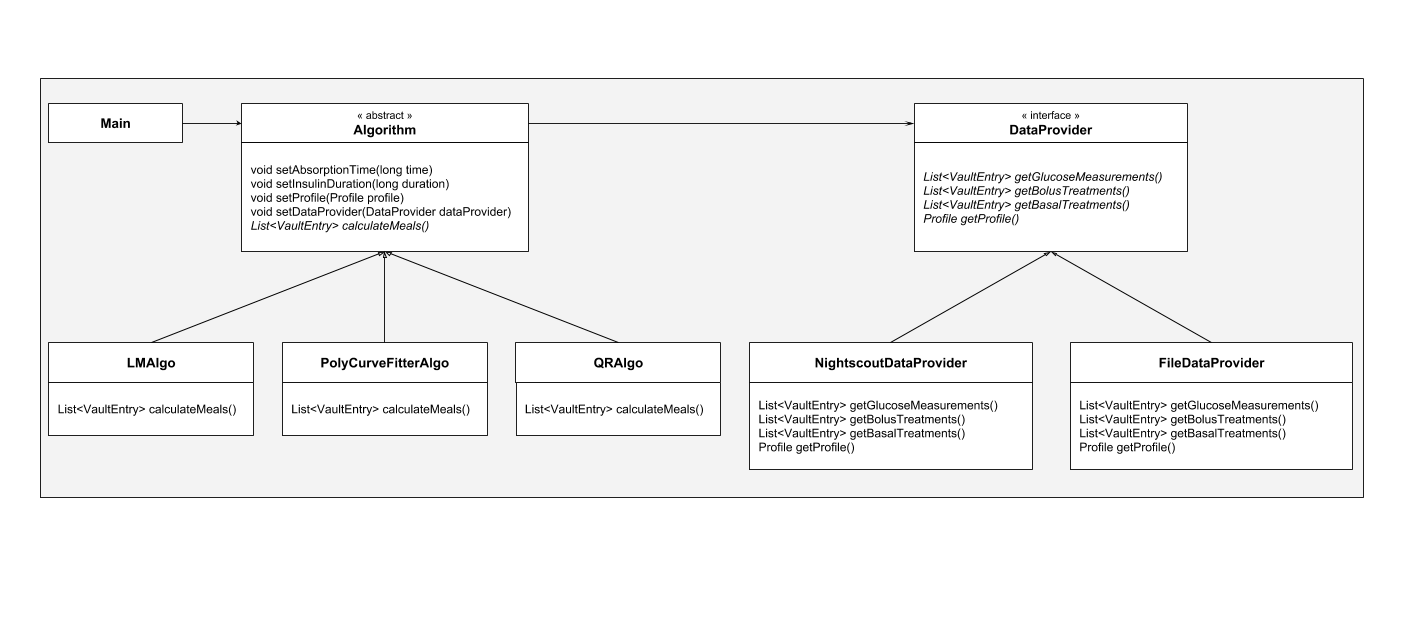 Main
« abstract »
Algorithm
void setAbsorptionTime(long time)
void setInsulinDuration(long duration)
void setProfile(Profile profile)
void setDataProvider(DataProvider dataProvider)
List<VaultEntry> calculateMeals()
« interface »
DataProvider
List<VaultEntry> getGlucoseMeasurements()
List<VaultEntry> getBolusTreatments()
List<VaultEntry> getBasalTreatments()
Profile getProfile()
LMAlgo
List<VaultEntry> calculateMeals()
PolyCurveFitterAlgo
List<VaultEntry> calculateMeals()
QRAlgo
List<VaultEntry> calculateMeals()
NightscoutDataProvider
List<VaultEntry> getGlucoseMeasurements()
List<VaultEntry> getBolusTreatments()
List<VaultEntry> getBasalTreatments()
Profile getProfile()
FileDataProvider
List<VaultEntry> getGlucoseMeasurements()
List<VaultEntry> getBolusTreatments()
List<VaultEntry> getBasalTreatments()
Profile getProfile()